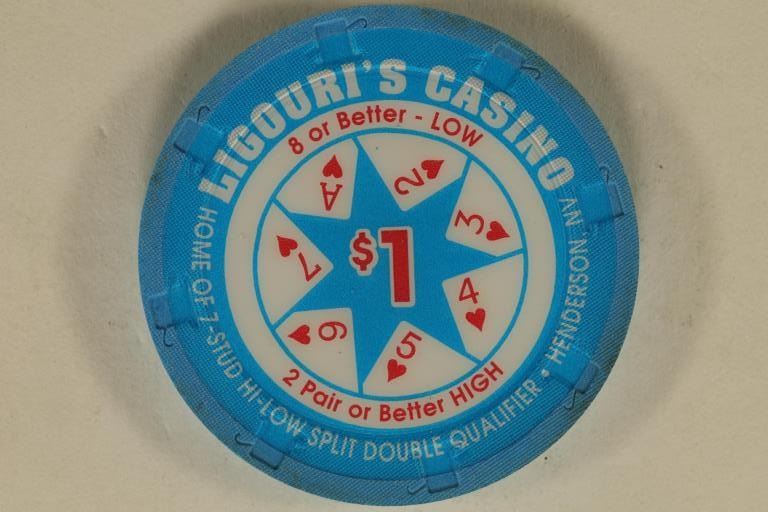 LIGOURI'S CASINO
8 or Better - LOW
A
2
3
4
5
6
7
$1
2 Pair or Better HIGH
HOME OF 7-STUD HI-LOW SPLIT DOUBLE QUALIFIER • HENDERSON NV